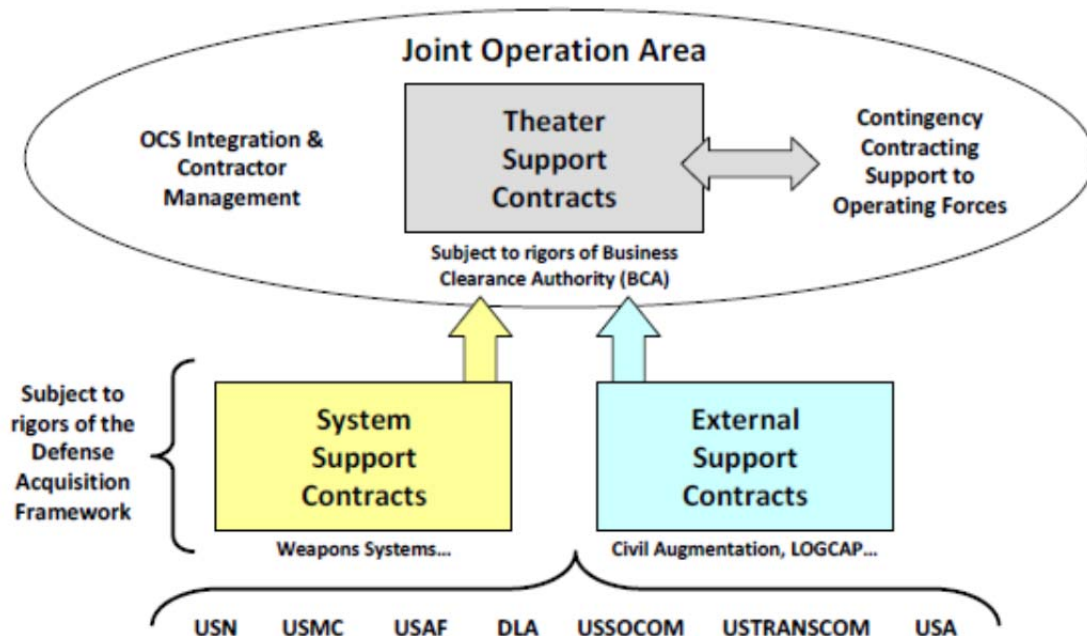 Joint Operation Area
OCS Integration &
Contractor
Management
Theater
Support
Contracts
Contingency
Contracting
Support to
Operating Forces
Subject to rigors of Business
Clearance Authority (BCA)
Subject to
rigors of the
Defense
Acquisition
Framework
System
Support
Contracts
External
Support
Contracts
Weapons Systems…
Civil Augmentation, LOGCAP…
USN USMC USAF DLA USSOCOM USTRANSCOM USA